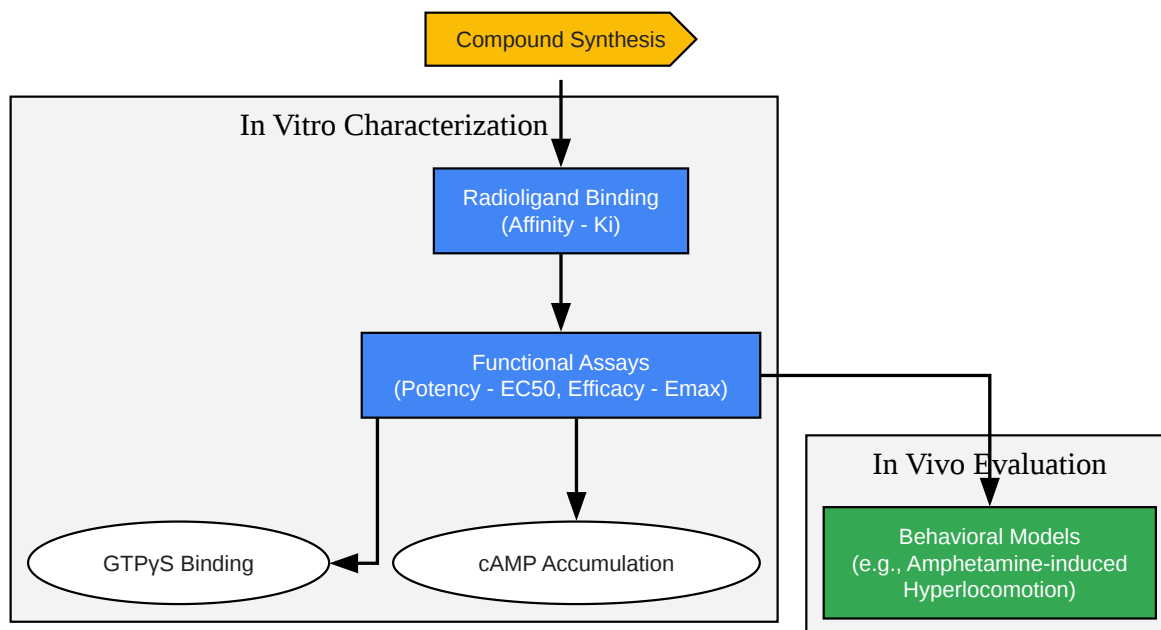 Compound Synthesis
In Vitro Characterization
Radioligand Binding
(Affinity - Ki)
Functional Assays
(Potency - EC50, Efficacy - Emax)
In Vivo Evaluation
GTPγS Binding
cAMP Accumulation
Behavioral Models
(e.g., Amphetamine-induced
Hyperlocomotion)